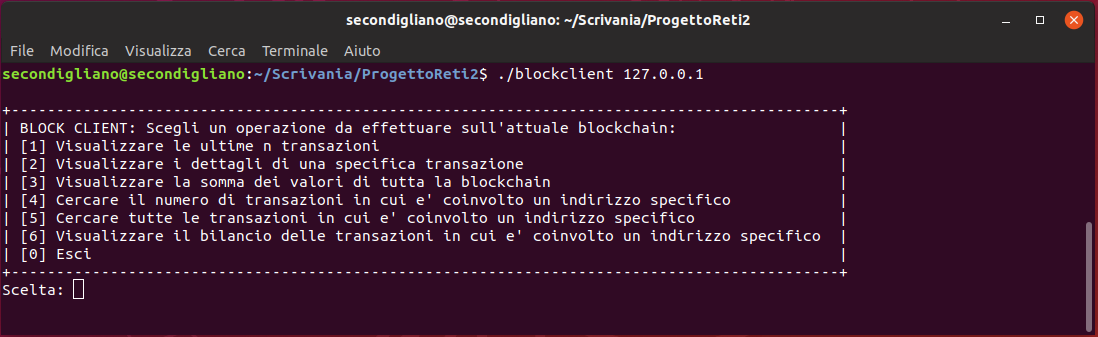 secondigliano@secondigliano: ~/Scrivania/ProgettoReti2
File Modifica Visualizza Cerca Terminale Aiuto
secondigliano@secondigliano:~/Scrivania/ProgettoReti2$ ./blockclient 127.0.0.1
+--------------------------------------------------------------------------------------------+
| BLOCK CLIENT: Scegli un operazione da effettuare sull'attuale blockchain: |
| [1] Visualizzare le ultime n transazioni |
| [2] Visualizzare i dettagli di una specifica transazione |
| [3] Visualizzare la somma dei valori di tutta la blockchain |
| [4] Cercare il numero di transazioni in cui e' coinvolto un indirizzo specifico |
| [5] Cercare tutte le transazioni in cui e' coinvolto un indirizzo specifico |
| [6] Visualizzare il bilancio delle transazioni in cui e' coinvolto un indirizzo specifico |
| [0] Esci |
+--------------------------------------------------------------------------------------------+
Scelta: